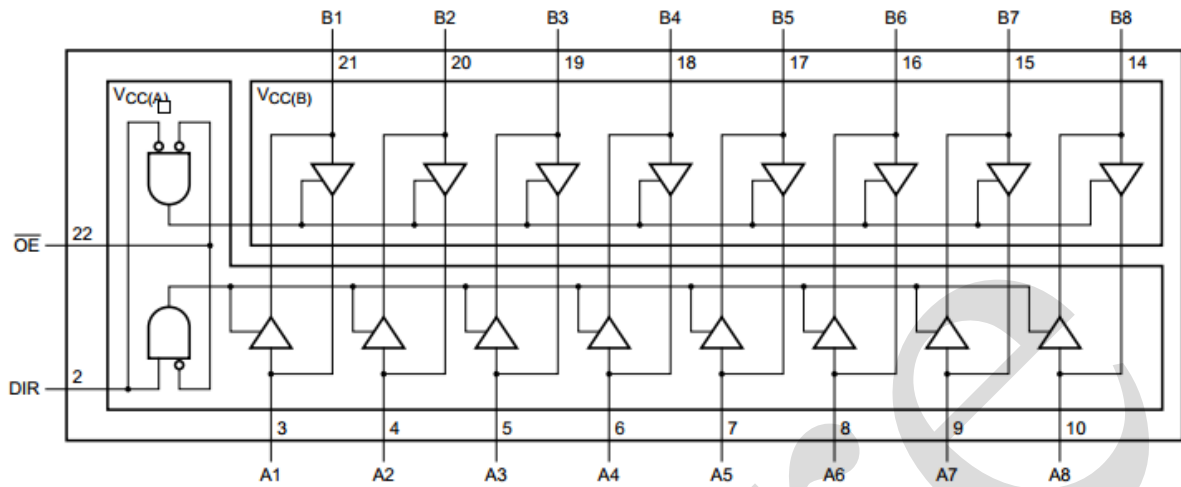 B1 B2 B3 B4 B5 B6 B7 B8
21 20 19 18 17 16 15 14
VCC(A) VCC(B)
OE 22
DIR 2
3 4 5 6 7 8 9 10
A1 A2 A3 A4 A5 A6 A7 A8